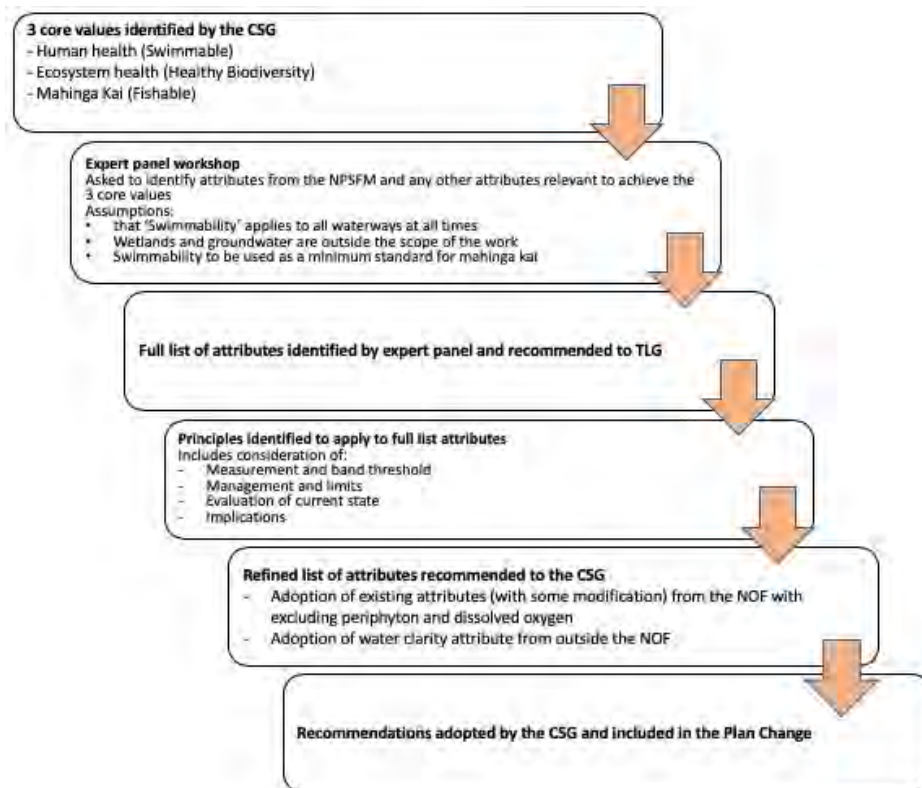 3 core values identified by the CSG
- Human health (Swimmable)
- Ecosystem health (Healthy Biodiversity)
- Mahinga Kai (Fishable)
Expert panel workshop
Asked to identify attributes from the NPSFM and any other attributes relevant to achieve the
3 core values
Assumptions:
• that 'Swimmability' applies to all waterways at all times
• Wetlands and groundwater are outside the scope of the work
• Swimmability to be used as a minimum standard for mahinga kai
Full list of attributes identified by expert panel and recommended to TLG
Principles identified to apply to full list attributes
Includes consideration of:
- Measurement and band threshold
- Management and limits
- Evaluation of current state
- Implications
Refined list of attributes recommended to the CSG
- Adoption of existing attributes (with some modification) from the NOF with
excluding periphyton and dissolved oxygen
- Adoption of water clarity attribute from outside the NOF
Recommendations adopted by the CSG and included in the Plan Change